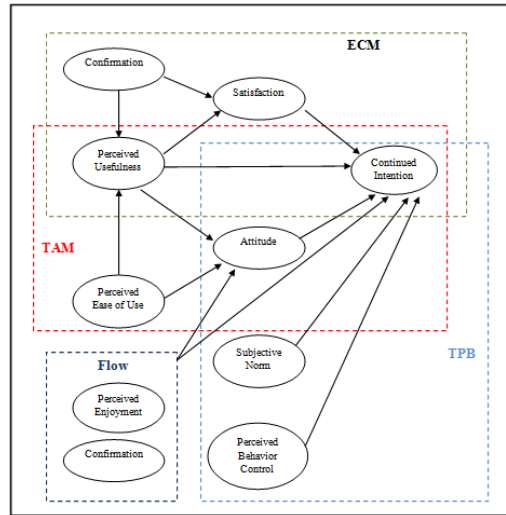 ECM
Confirmation
Satisfaction
Perceived
Usefulness
Continued
Intention
TAM
Attitude
Perceived
Ease of Use
Flow
Subjective
Norm
TPB
Perceived
Enjoyment
Confirmation
Perceived
Behavior
Control